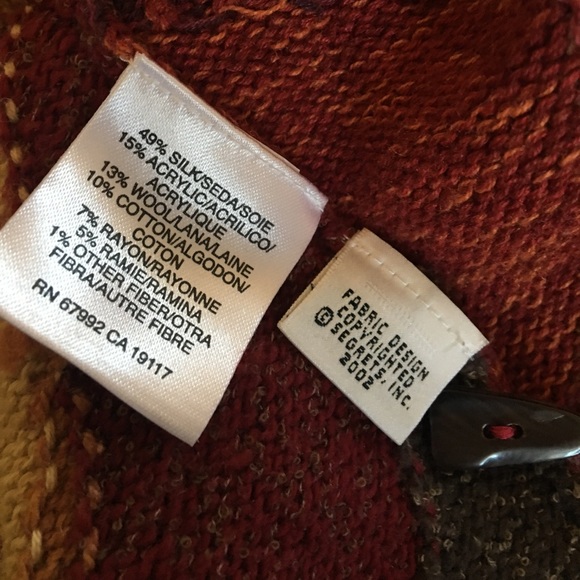 49% SILK/SEDA/SOIE
15% ACRYLIC/ACRILICO/
ACRYLIQUE
13% WOOL/LANA/LAINE
10% COTTON/ALGODON/
COTON
7% RAYON/RAYONNE
5% RAMIE/RAMINA
1% OTHER FIBER/OTRA
FIBRA/AUTRE FIBRE
RN 67992 CA 19117
FABRIC DESIGN
COPYRIGHTED
© SEGRETS, INC.
2002